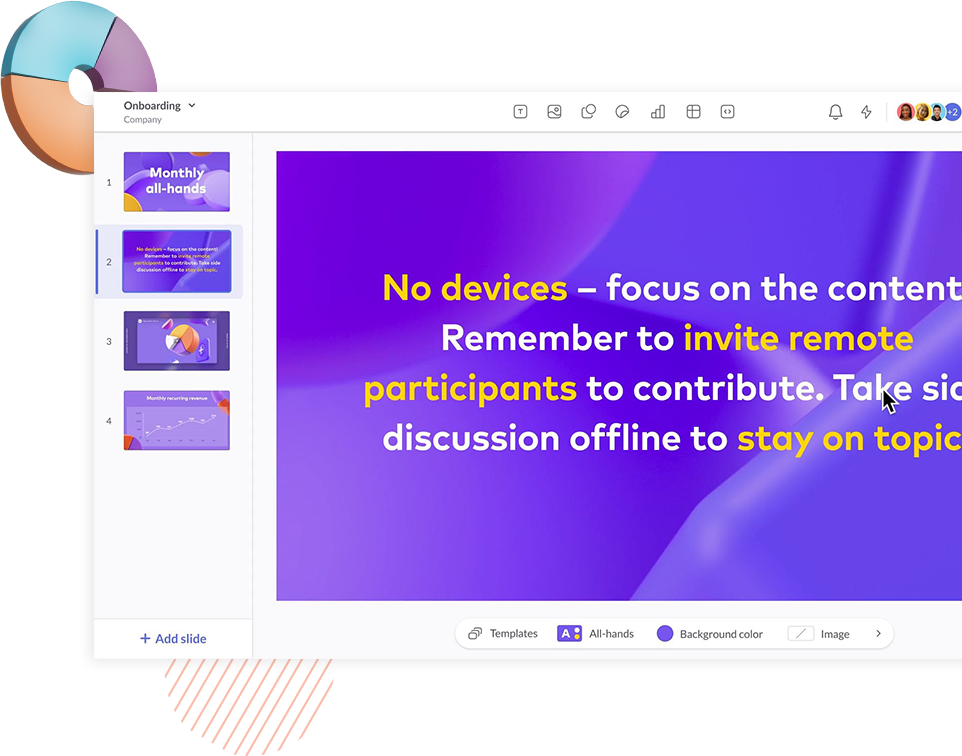 Onboarding
Company
+2
1
Monthly
all-hands
2
No devices – focus on the content!
Remember to invite remote
participants to contribute. Take side
discussion offline to stay on topic.
3
4
Monthly recurring revenue
+ Add slide
No devices – focus on the content
Remember to invite remote
participants to contribute. Take sid
discussion offline to stay on topic
Templates
A
All-hands
Background color
Image